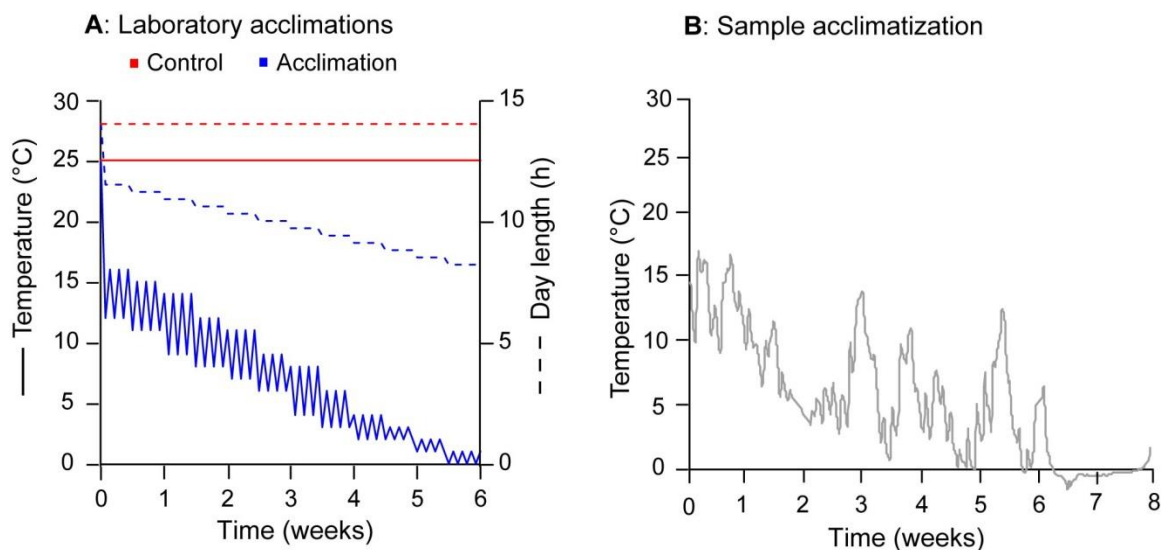 A: Laboratory acclimations
Control Acclimation
Temperature (°C)
30
25
20
15
10
5
0
15
10
5
0
Day length (h)
0 1 2 3 4 5 6
Time (weeks)
B: Sample acclimatization
Temperature (°C)
30
25
20
15
10
5
0
0 1 2 3 4 5 6 7 8
Time (weeks)